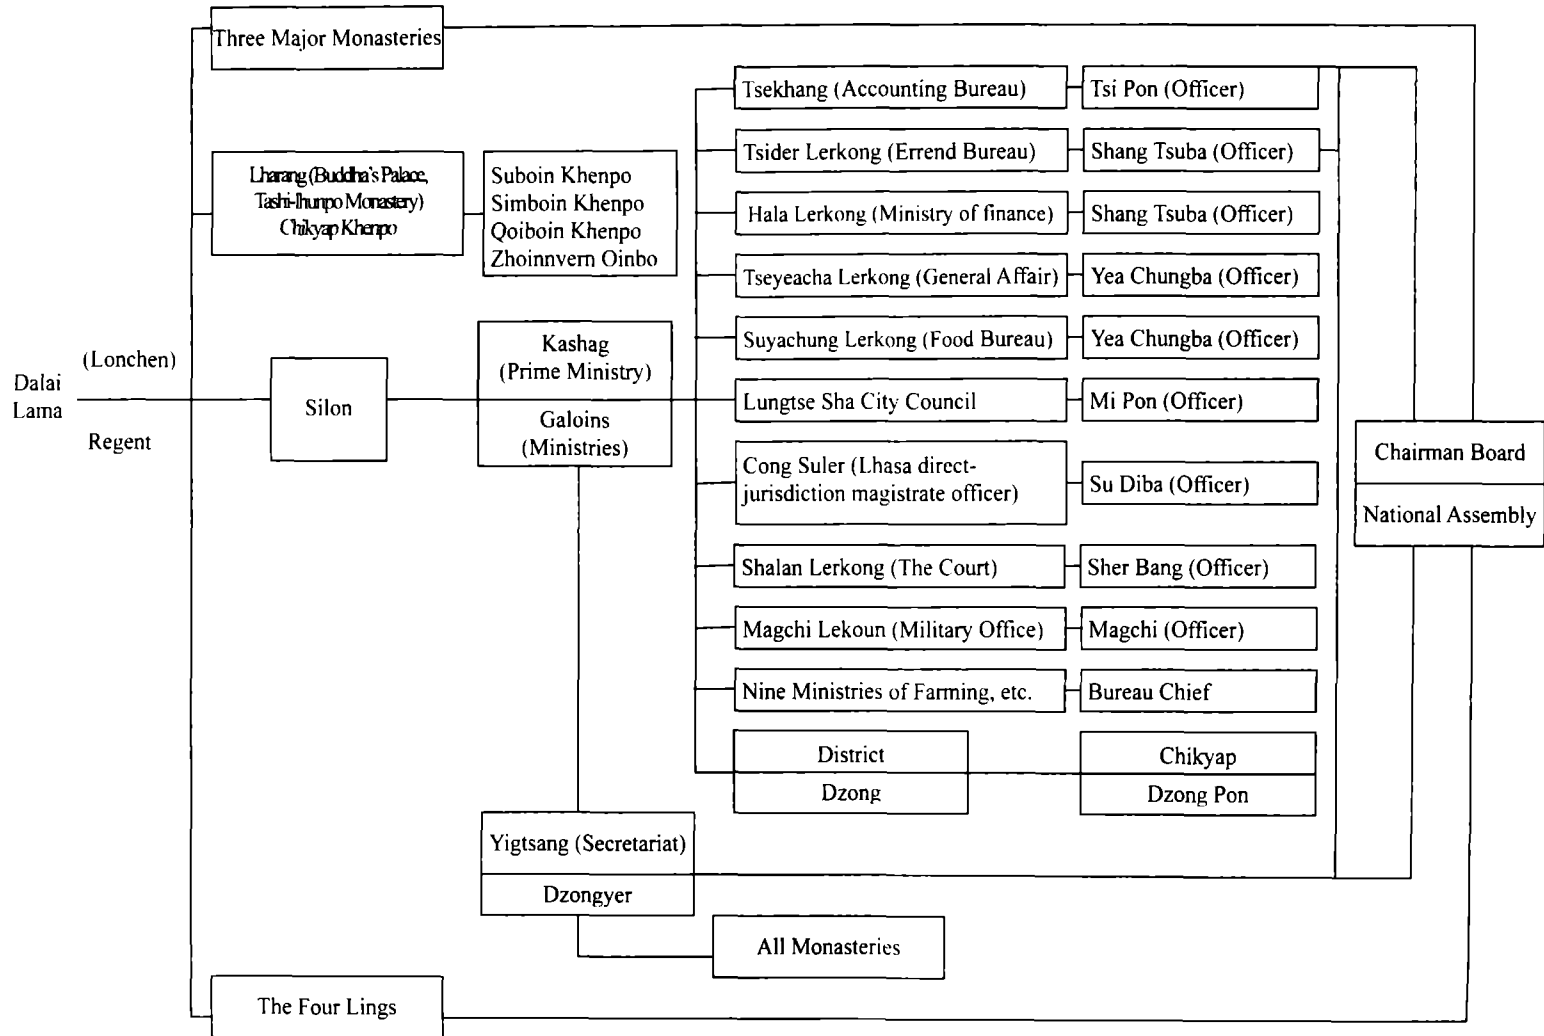 Three Major Monasteries
Lharang (Buddha's Palace,
Tashi-lhunpo Monastery)
Chikyap Khenpo
Suboin Khenpo
Simboin Khenpo
Qoiboin Khenpo
Zhoinnvern Oinbo
Dalai
Lama
(Lonchen)
Regent
Silon
Kashag
(Prime Ministry)
Galoins
(Ministries)
Tsekhang (Accounting Bureau)
Tsi Pon (Officer)
Tsider Lerkong (Errend Bureau)
Shang Tsuba (Officer)
Hala Lerkong (Ministry of finance)
Shang Tsuba (Officer)
Tseyeacha Lerkong (General Affair)
Yea Chungba (Officer)
Suyachung Lerkong (Food Bureau)
Yea Chungba (Officer)
Lungtse Sha City Council
Mi Pon (Officer)
Cong Suler (Lhasa direct-
jurisdiction magistrate officer)
Su Diba (Officer)
Shalan Lerkong (The Court)
Sher Bang (Officer)
Magchi Lekoun (Military Office)
Magchi (Officer)
Nine Ministries of Farming, etc.
Bureau Chief
District
Chikyap
Dzong
Dzong Pon
Chairman Board
National Assembly
Yigtsang (Secretariat)
Dzongyer
All Monasteries
The Four Lings